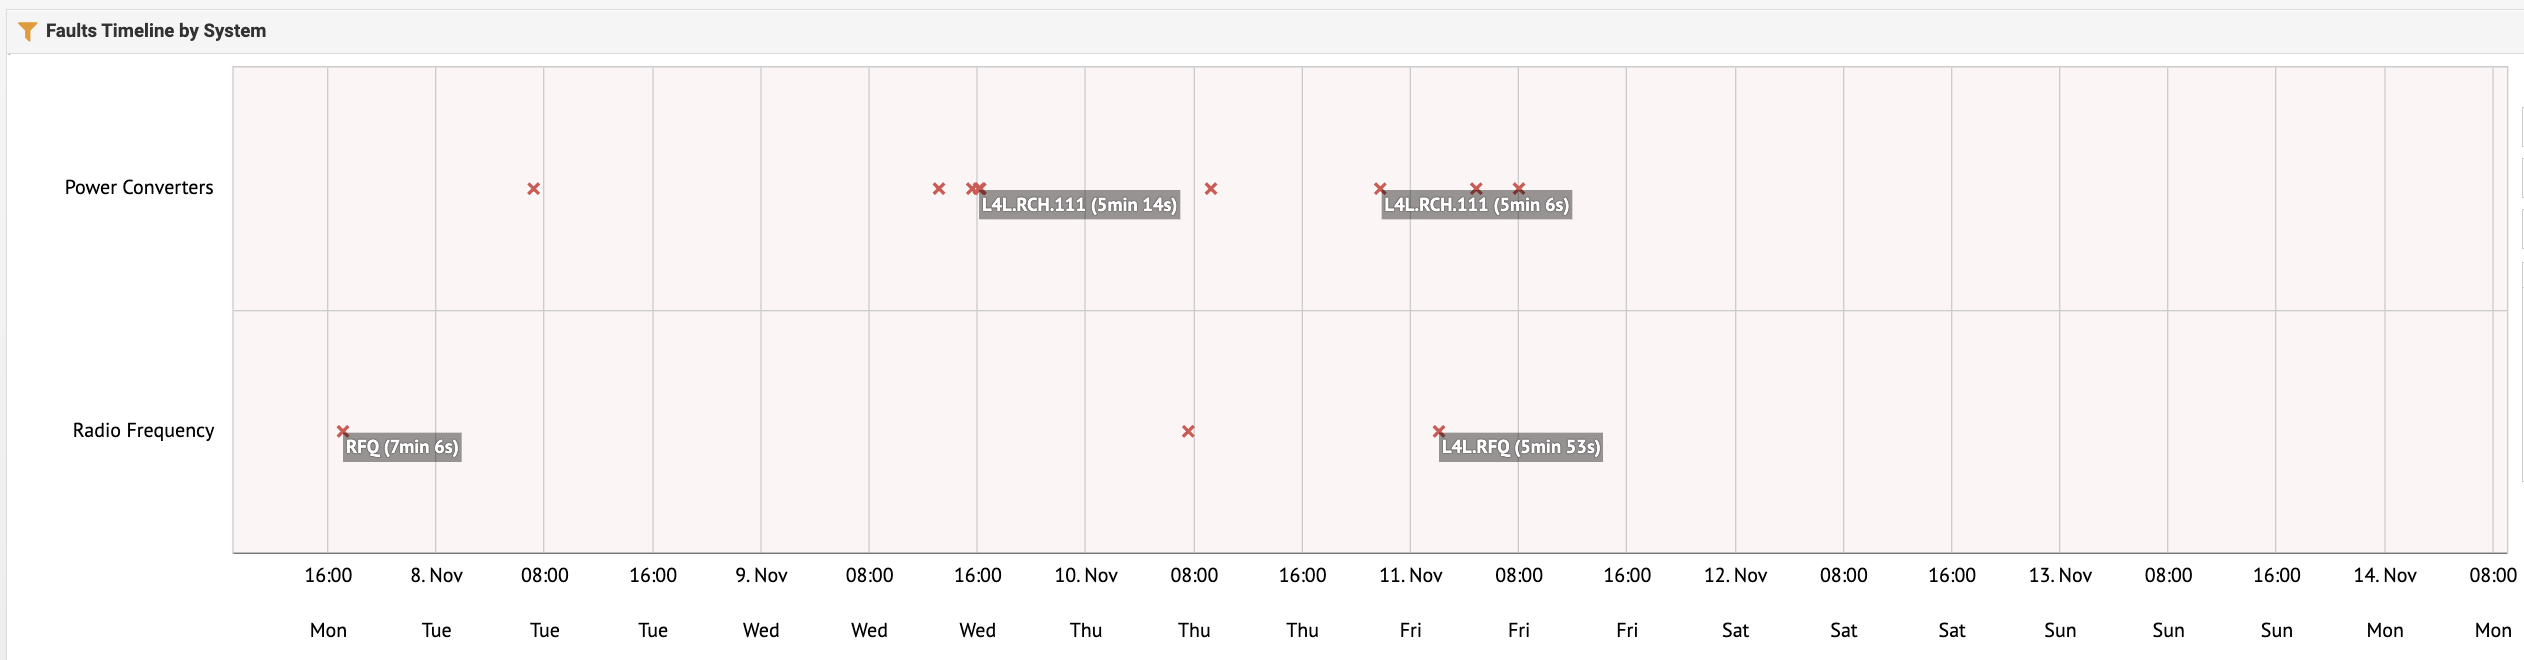 Faults Timeline by System
Power Converters
L4L.RCH.111 (5min 14s)
L4L.RCH.111 (5min 6s)
Radio Frequency
RFQ (7min 6s)
L4L.RFQ (5min 53s)
16:00 8. Nov 08:00 16:00 9. Nov 08:00 16:00 10. Nov 08:00 16:00 11. Nov 08:00 16:00 12. Nov 08:00 16:00 13. Nov 08:00 16:00 14. Nov 08:00
Mon Tue Tue Tue Wed Wed Wed Thu Thu Thu Fri Fri Fri Sat Sat Sat Sun Sun Sun Mon Mon